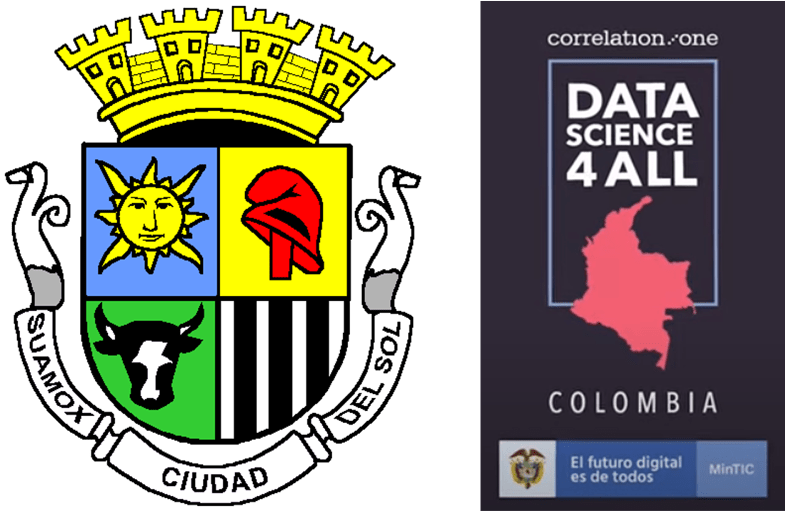 SUAMOX
CIUDAD
DEL SOL
correlation one
DATA
SCIENCE
4 ALL
COLOMBIA
El futuro digital
es de todos
MinTIC